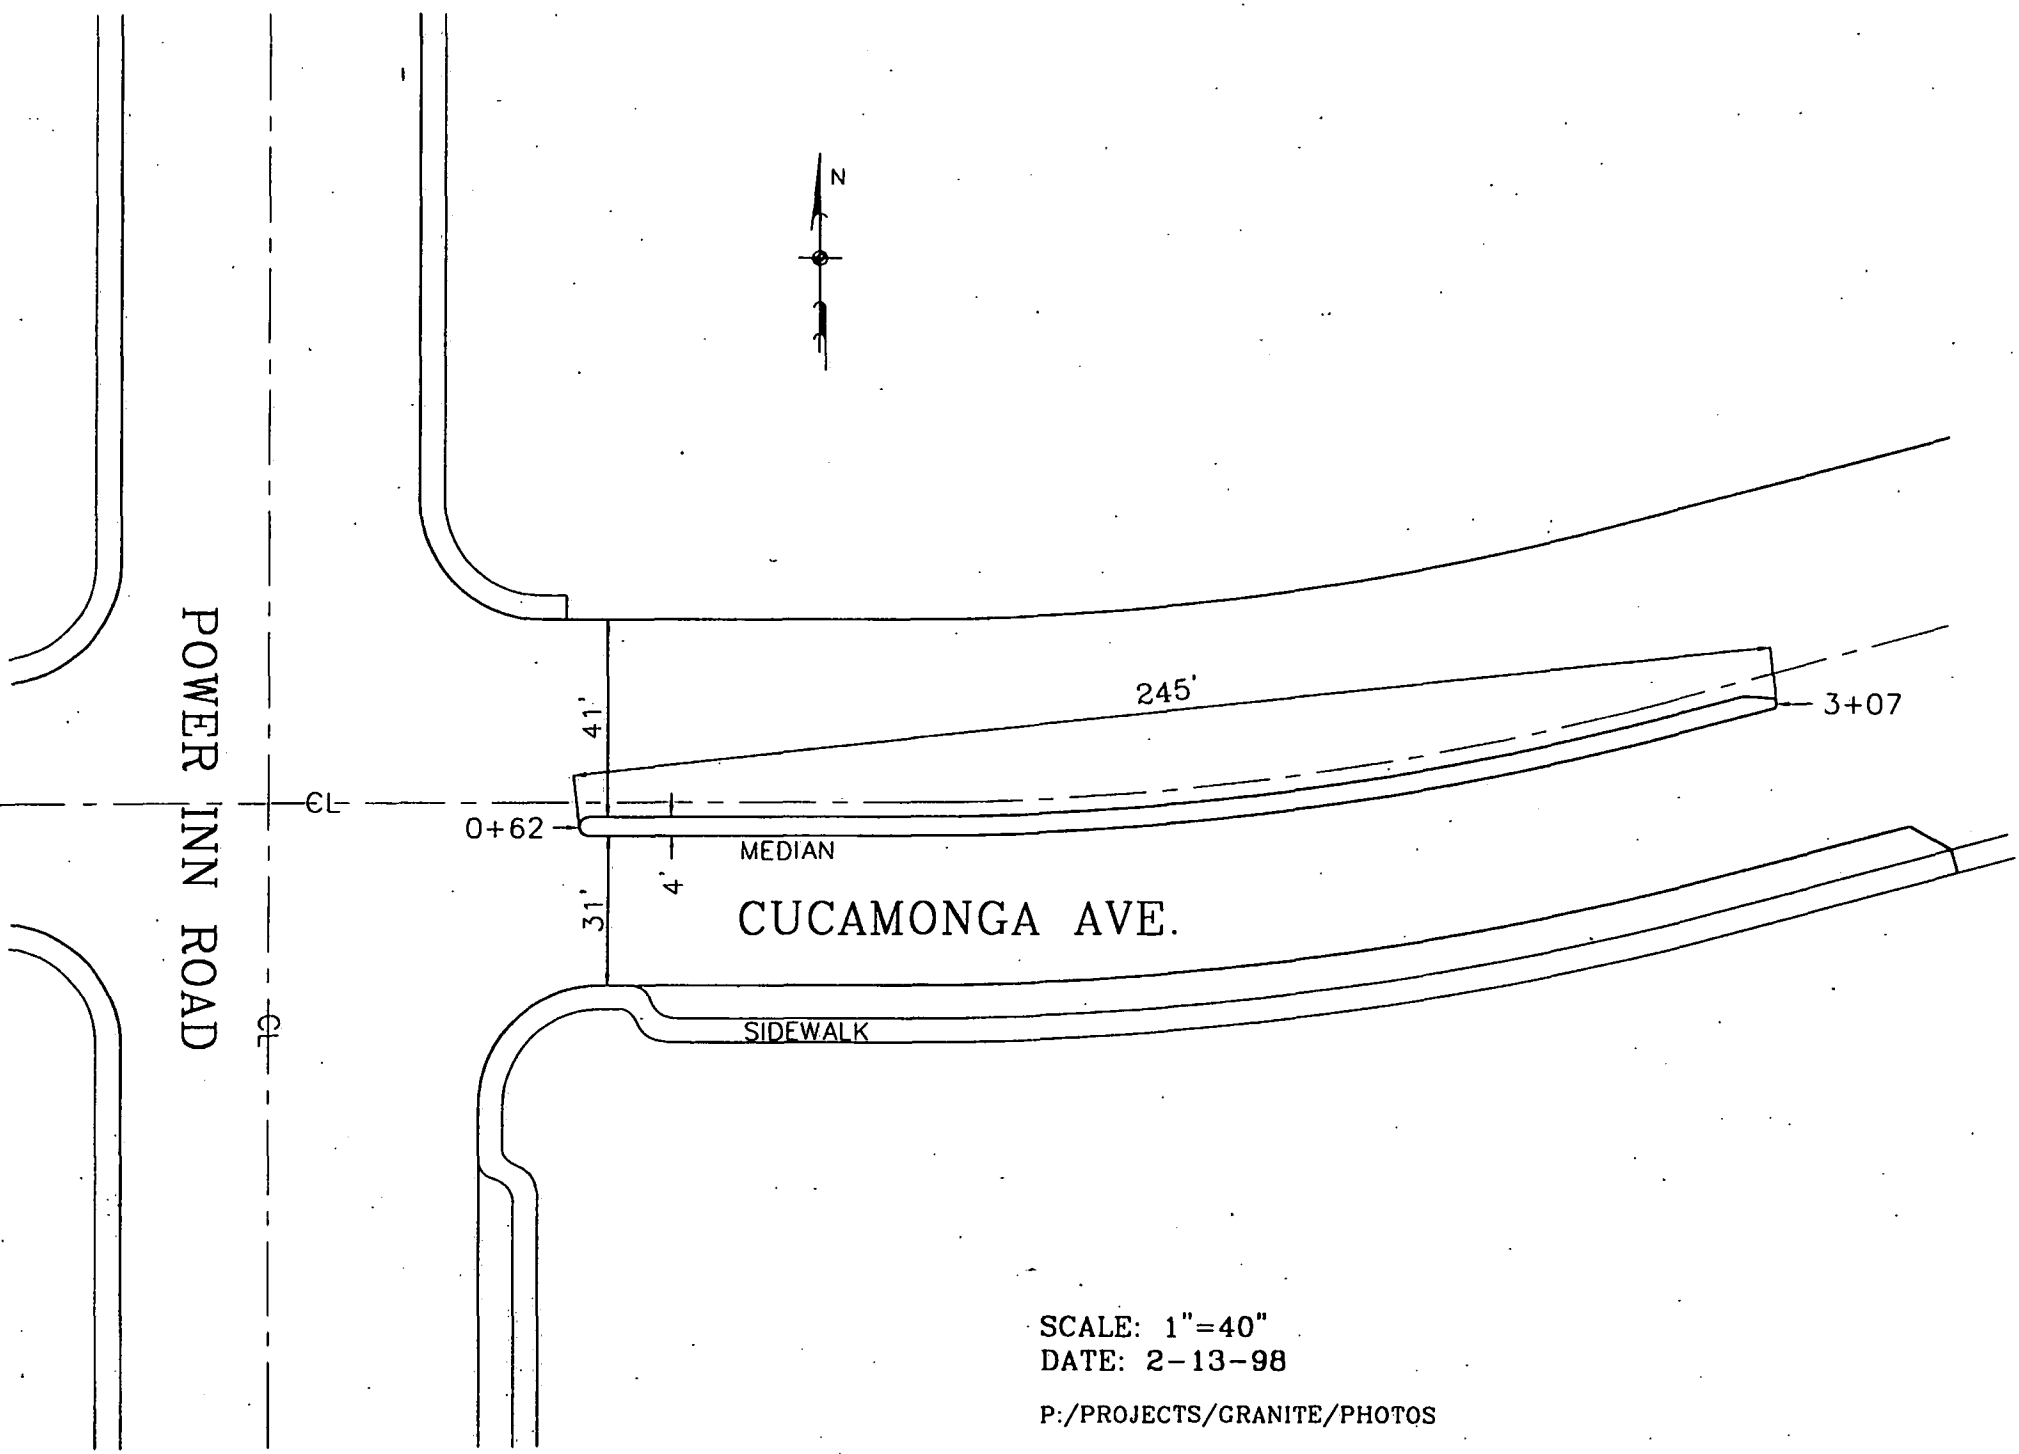 N
POWER INN ROAD
245'
41'
3+07
CL
0+62
MEDIAN
4'
31'
CUCAMONGA AVE.
CL
SIDEWALK
SCALE: 1"=40"
DATE: 2-13-98
P:/PROJECTS/GRANITE/PHOTOS